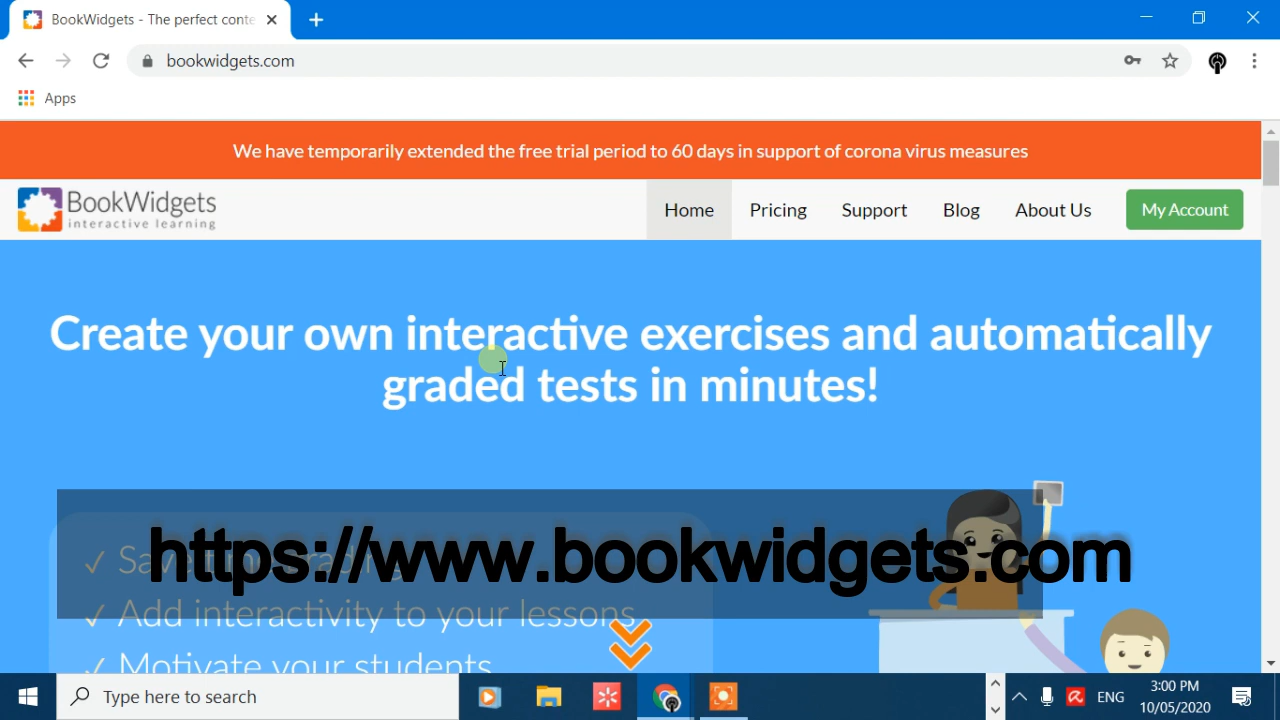 BookWidgets - The perfect conte
bookwidgets.com
Apps
We have temporarily extended the free trial period to 60 days in support of corona virus measures
BookWidgets
interactive learning
Home Pricing Support Blog About Us My Account
Create your own interactive exercises and automatically
graded tests in minutes!
✓ Save time grading
https://www.bookwidgets.com
✓ Add interactivity to your lessons
✓ Motivate your students
Type here to search
ENG
3:00 PM
10/05/2020